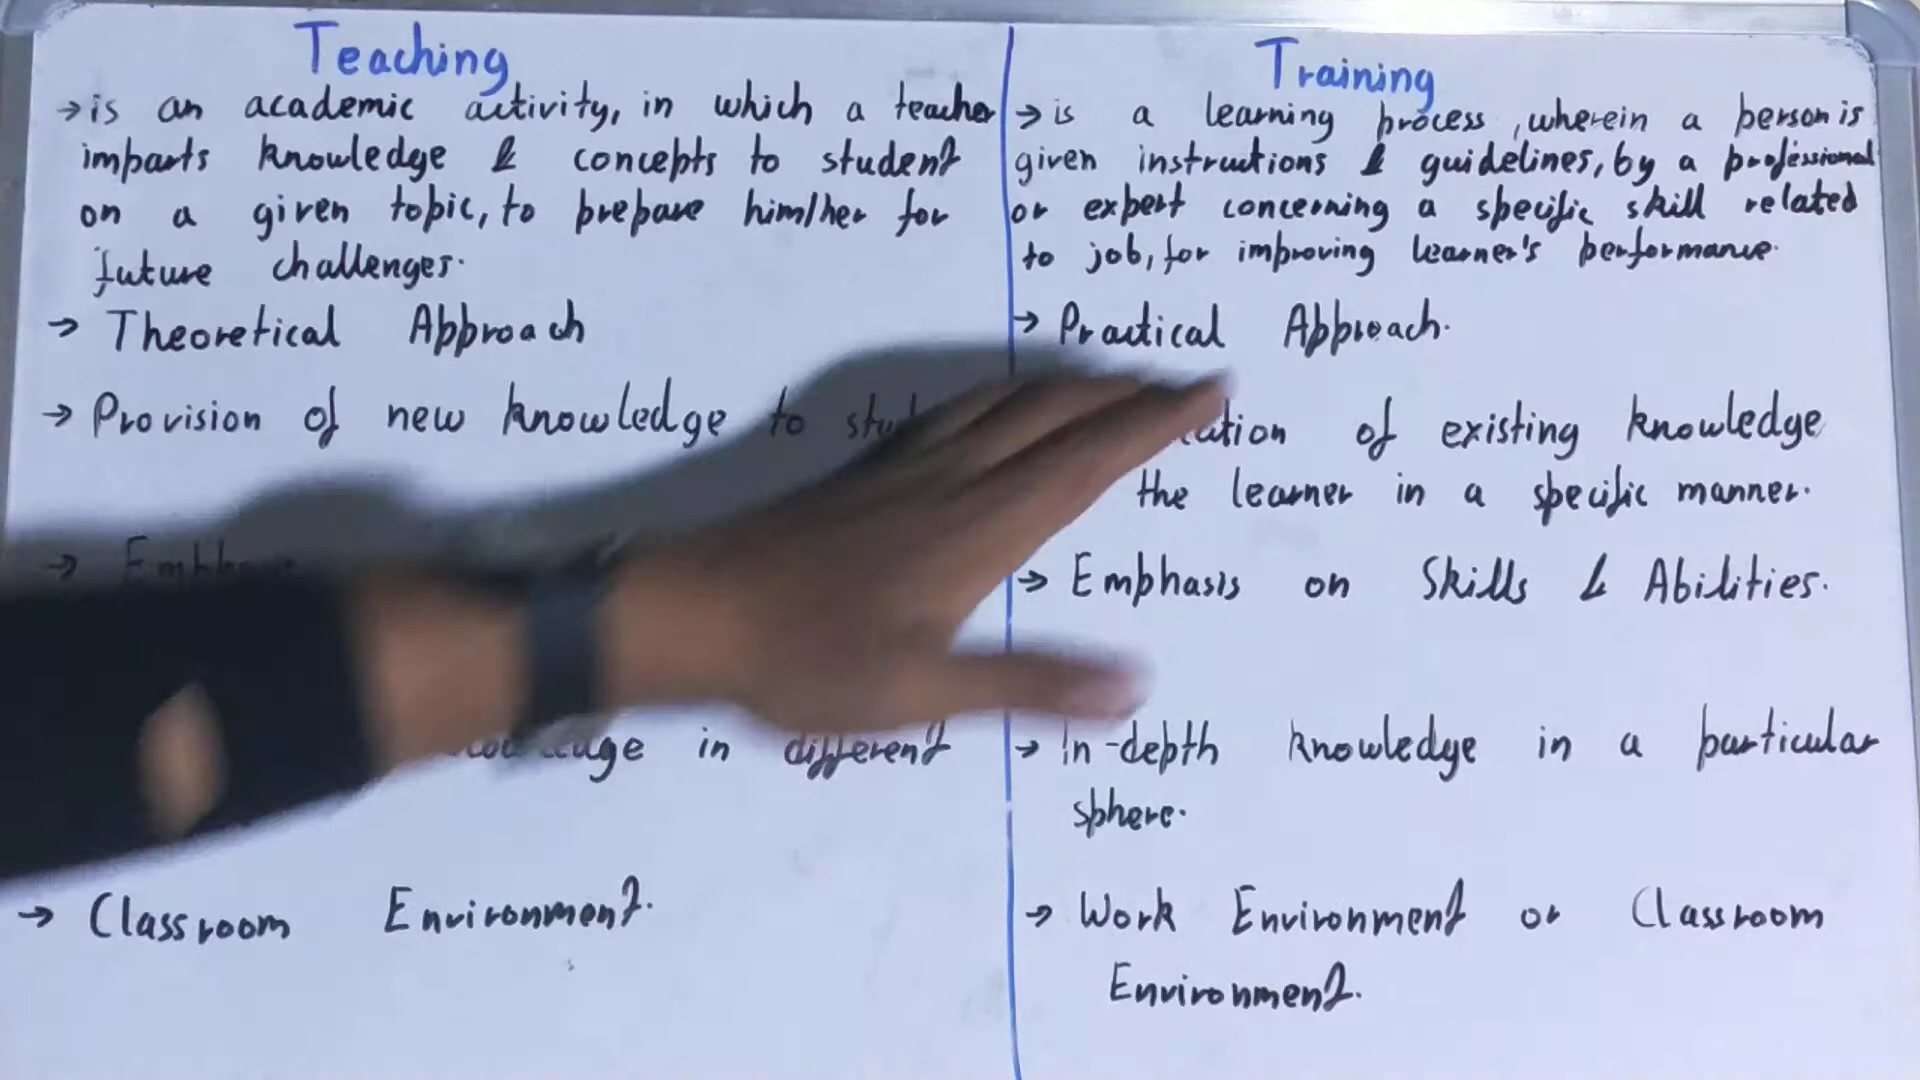 Teaching
→ is an academic activity, in which a teacher
imparts knowledge & concepts to student
on a given topic, to prepare him/her for
future challenges.
→ Theoretical Approach
→ Provision of new knowledge to
→
in different
→ Classroom Environment.
Training
→ is a learning process, wherein a person is
given instructions & guidelines, by a professional
or expert concerning a specific skill related
to job, for improving learner's performance.
→ Practical Approach.
of existing knowledge
the learner in a specific manner.
→ Emphasis on Skills & Abilities.
→ In-depth knowledge in a particular
sphere.
→ Work Environment or Classroom
Environment.